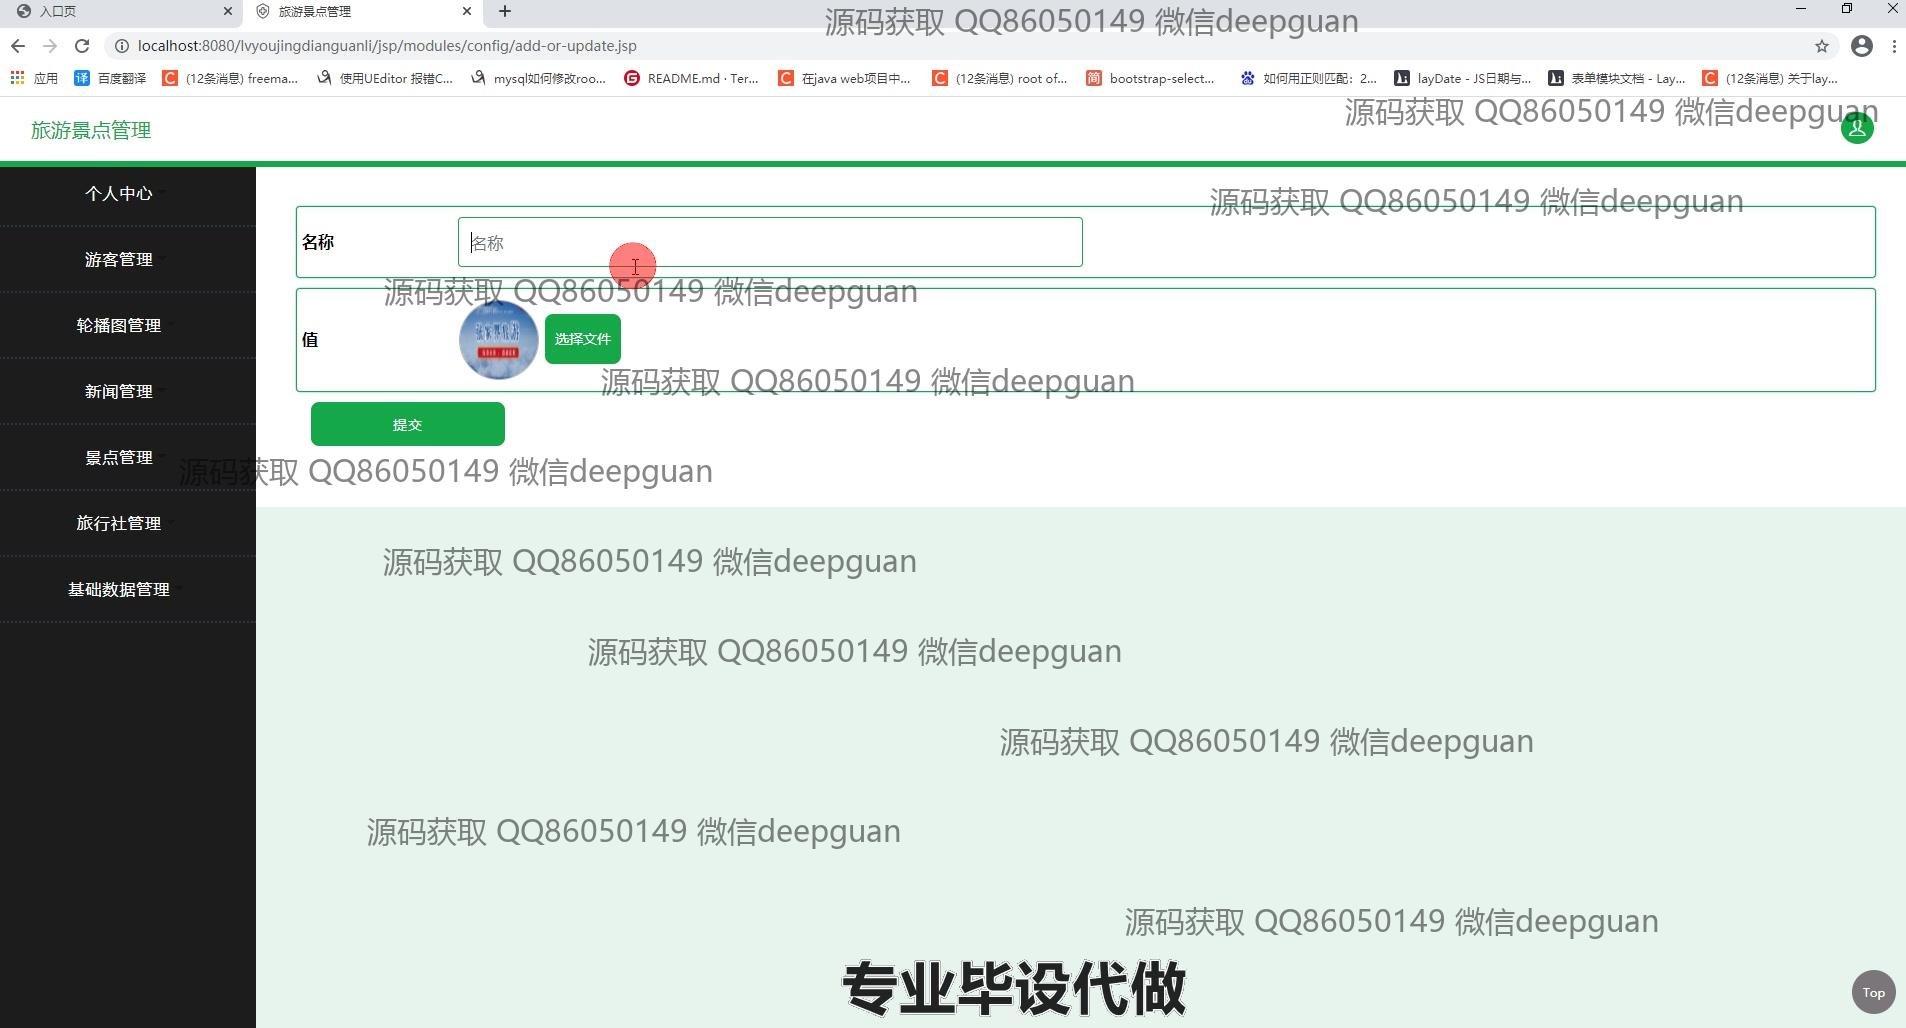 入口页
旅游景点管理
源码获取 QQ86050149 微信deepguan
localhost:8080/lvyoujingdianguanli/jsp/modules/config/add-or-update.jsp
应用
百度翻译
(12条消息) freema...
使用UEditor 报错C...
mysql如何修改roo...
README.md · Ter...
在java web项目中...
(12条消息) root of...
bootstrap-select...
如何用正则匹配：2...
layDate - JS日期与...
表单模块文档 - Lay...
(12条消息) 关于lay...
源码获取 QQ86050149 微信deepguan
旅游景点管理
个人中心
源码获取 QQ86050149 微信deepguan
名称
名称
游客管理
源码获取 QQ86050149 微信deepguan
轮播图管理
值
选择文件
源码获取 QQ86050149 微信deepguan
新闻管理
提交
景点管理
源码获取 QQ86050149 微信deepguan
旅行社管理
源码获取 QQ86050149 微信deepguan
基础数据管理
源码获取 QQ86050149 微信deepguan
源码获取 QQ86050149 微信deepguan
源码获取 QQ86050149 微信deepguan
源码获取 QQ86050149 微信deepguan
专业毕设代做
Top